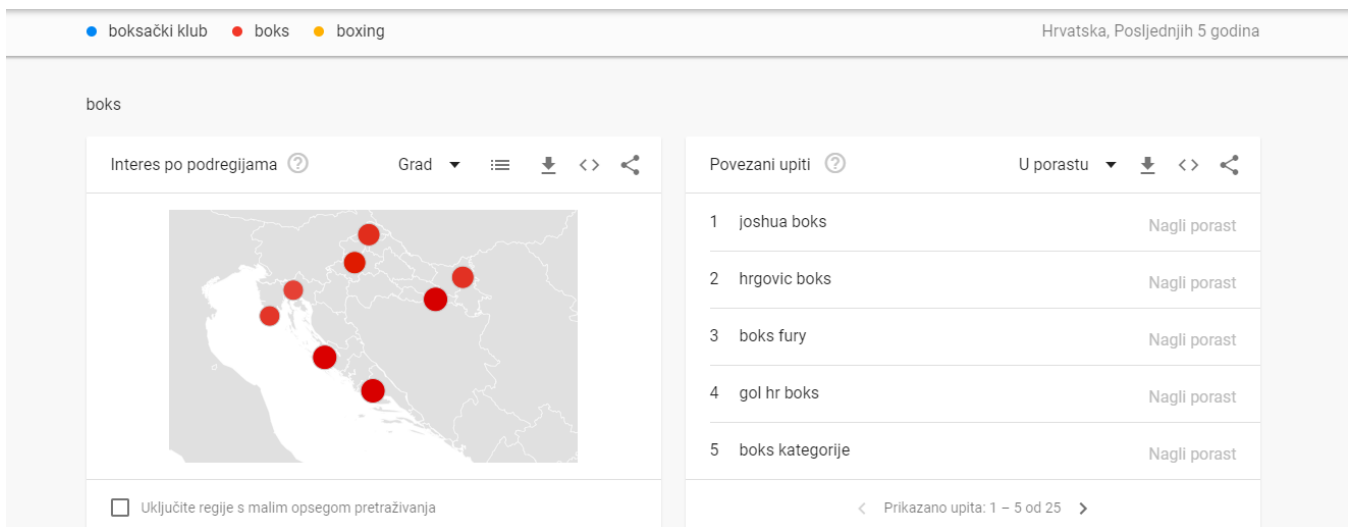 boksački klub boks boxing Hrvatska, Posljednjih 5 godina
boks
Interes po podregijama ? Grad
Povezani upiti ? U porastu
1 joshua boks Nagli porast
2 hrgovic boks Nagli porast
3 boks fury Nagli porast
4 gol hr boks Nagli porast
5 boks kategorije Nagli porast
Uključite regije s malim opsegom pretraživanja
Prikazano upita: 1 – 5 od 25